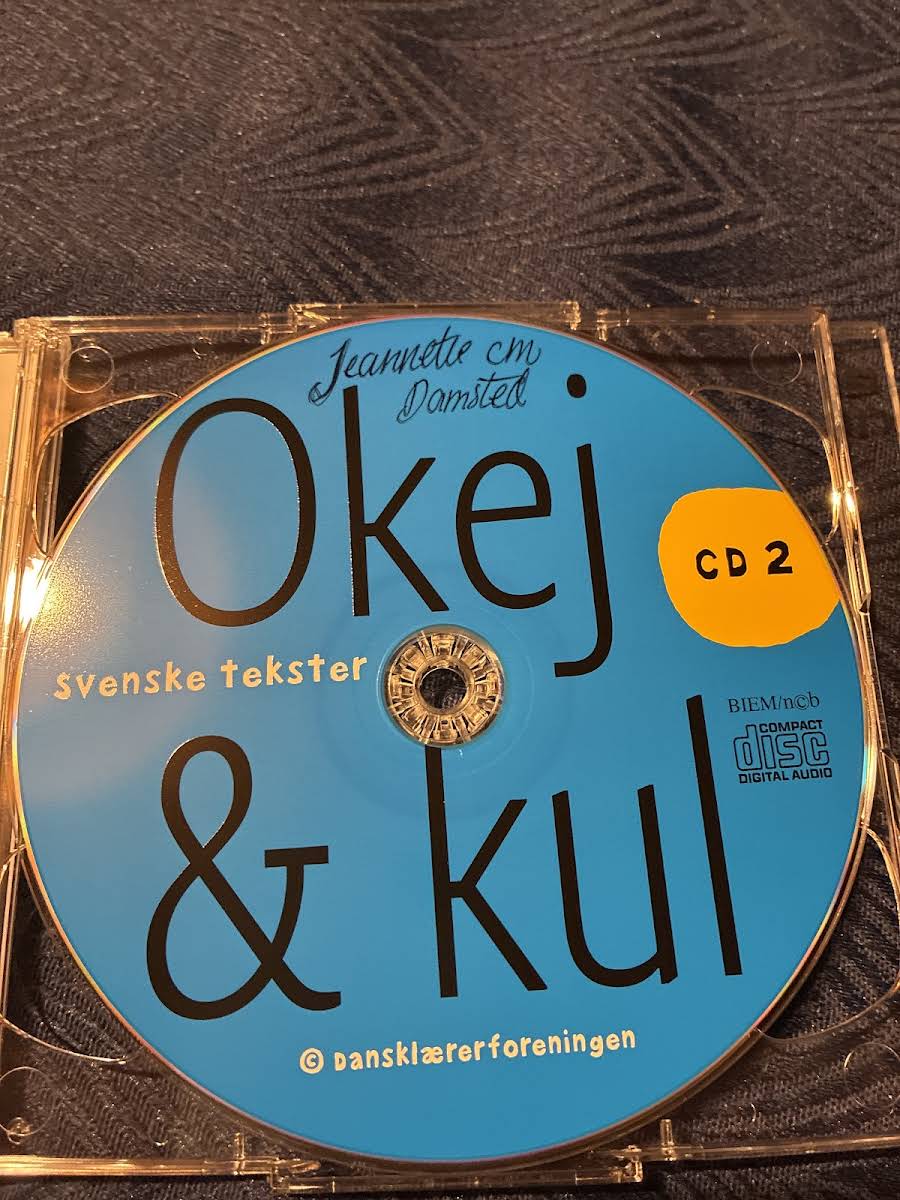 Jeannette cm
Damsted
Okej
CD 2
svenske tekster
BIEM/n©b
COMPACT
disc
DIGITAL AUDIO
& kul
© Dansklærerforeningen